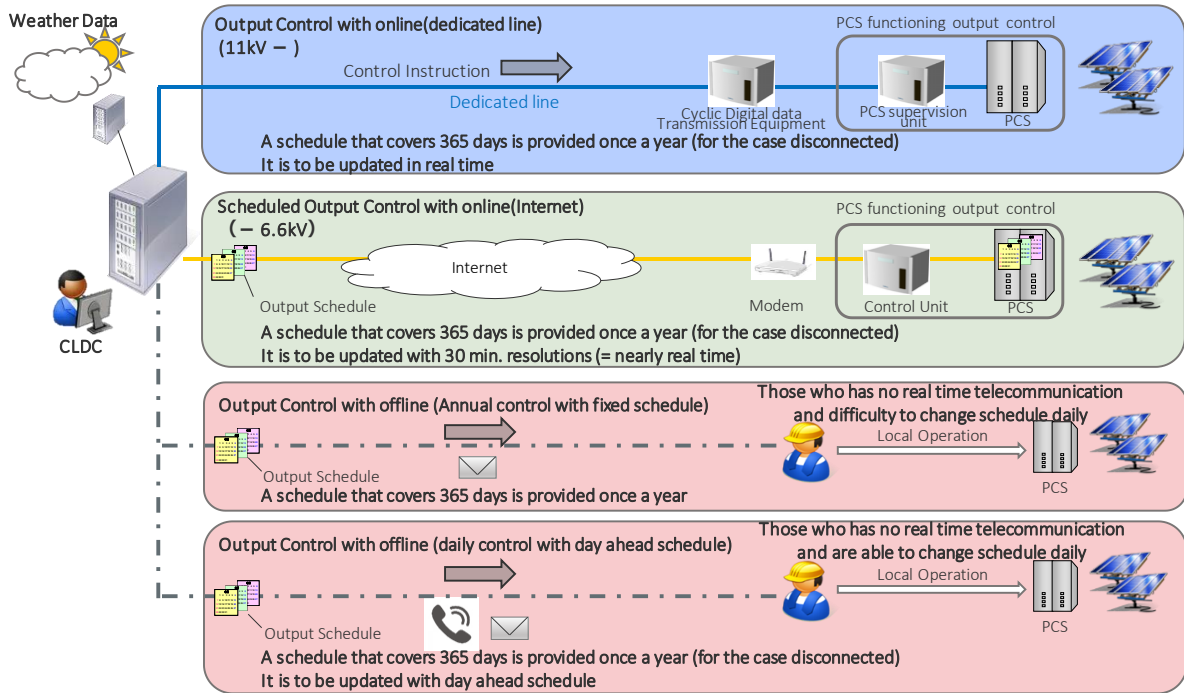 Weather Data
CLDC
Output Control with online(dedicated line)
(11kV – )
PCS functioning output control
Control Instruction
Dedicated line
Cyclic Digital data
Transmission Equipment
PCS supervision
unit
PCS
A schedule that covers 365 days is provided once a year (for the case disconnected)
It is to be updated in real time
Scheduled Output Control with online(Internet)
(– 6.6kV)
PCS functioning output control
Internet
Output Schedule
Modem
Control Unit
PCS
A schedule that covers 365 days is provided once a year (for the case disconnected)
It is to be updated with 30 min. resolutions (= nearly real time)
Output Control with offline (Annual control with fixed schedule)
Those who has no real time telecommunication
and difficulty to change schedule daily
Local Operation
Output Schedule
PCS
A schedule that covers 365 days is provided once a year
Output Control with offline (daily control with day ahead schedule)
Those who has no real time telecommunication
and are able to change schedule daily
Local Operation
Output Schedule
PCS
A schedule that covers 365 days is provided once a year (for the case disconnected)
It is to be updated with day ahead schedule